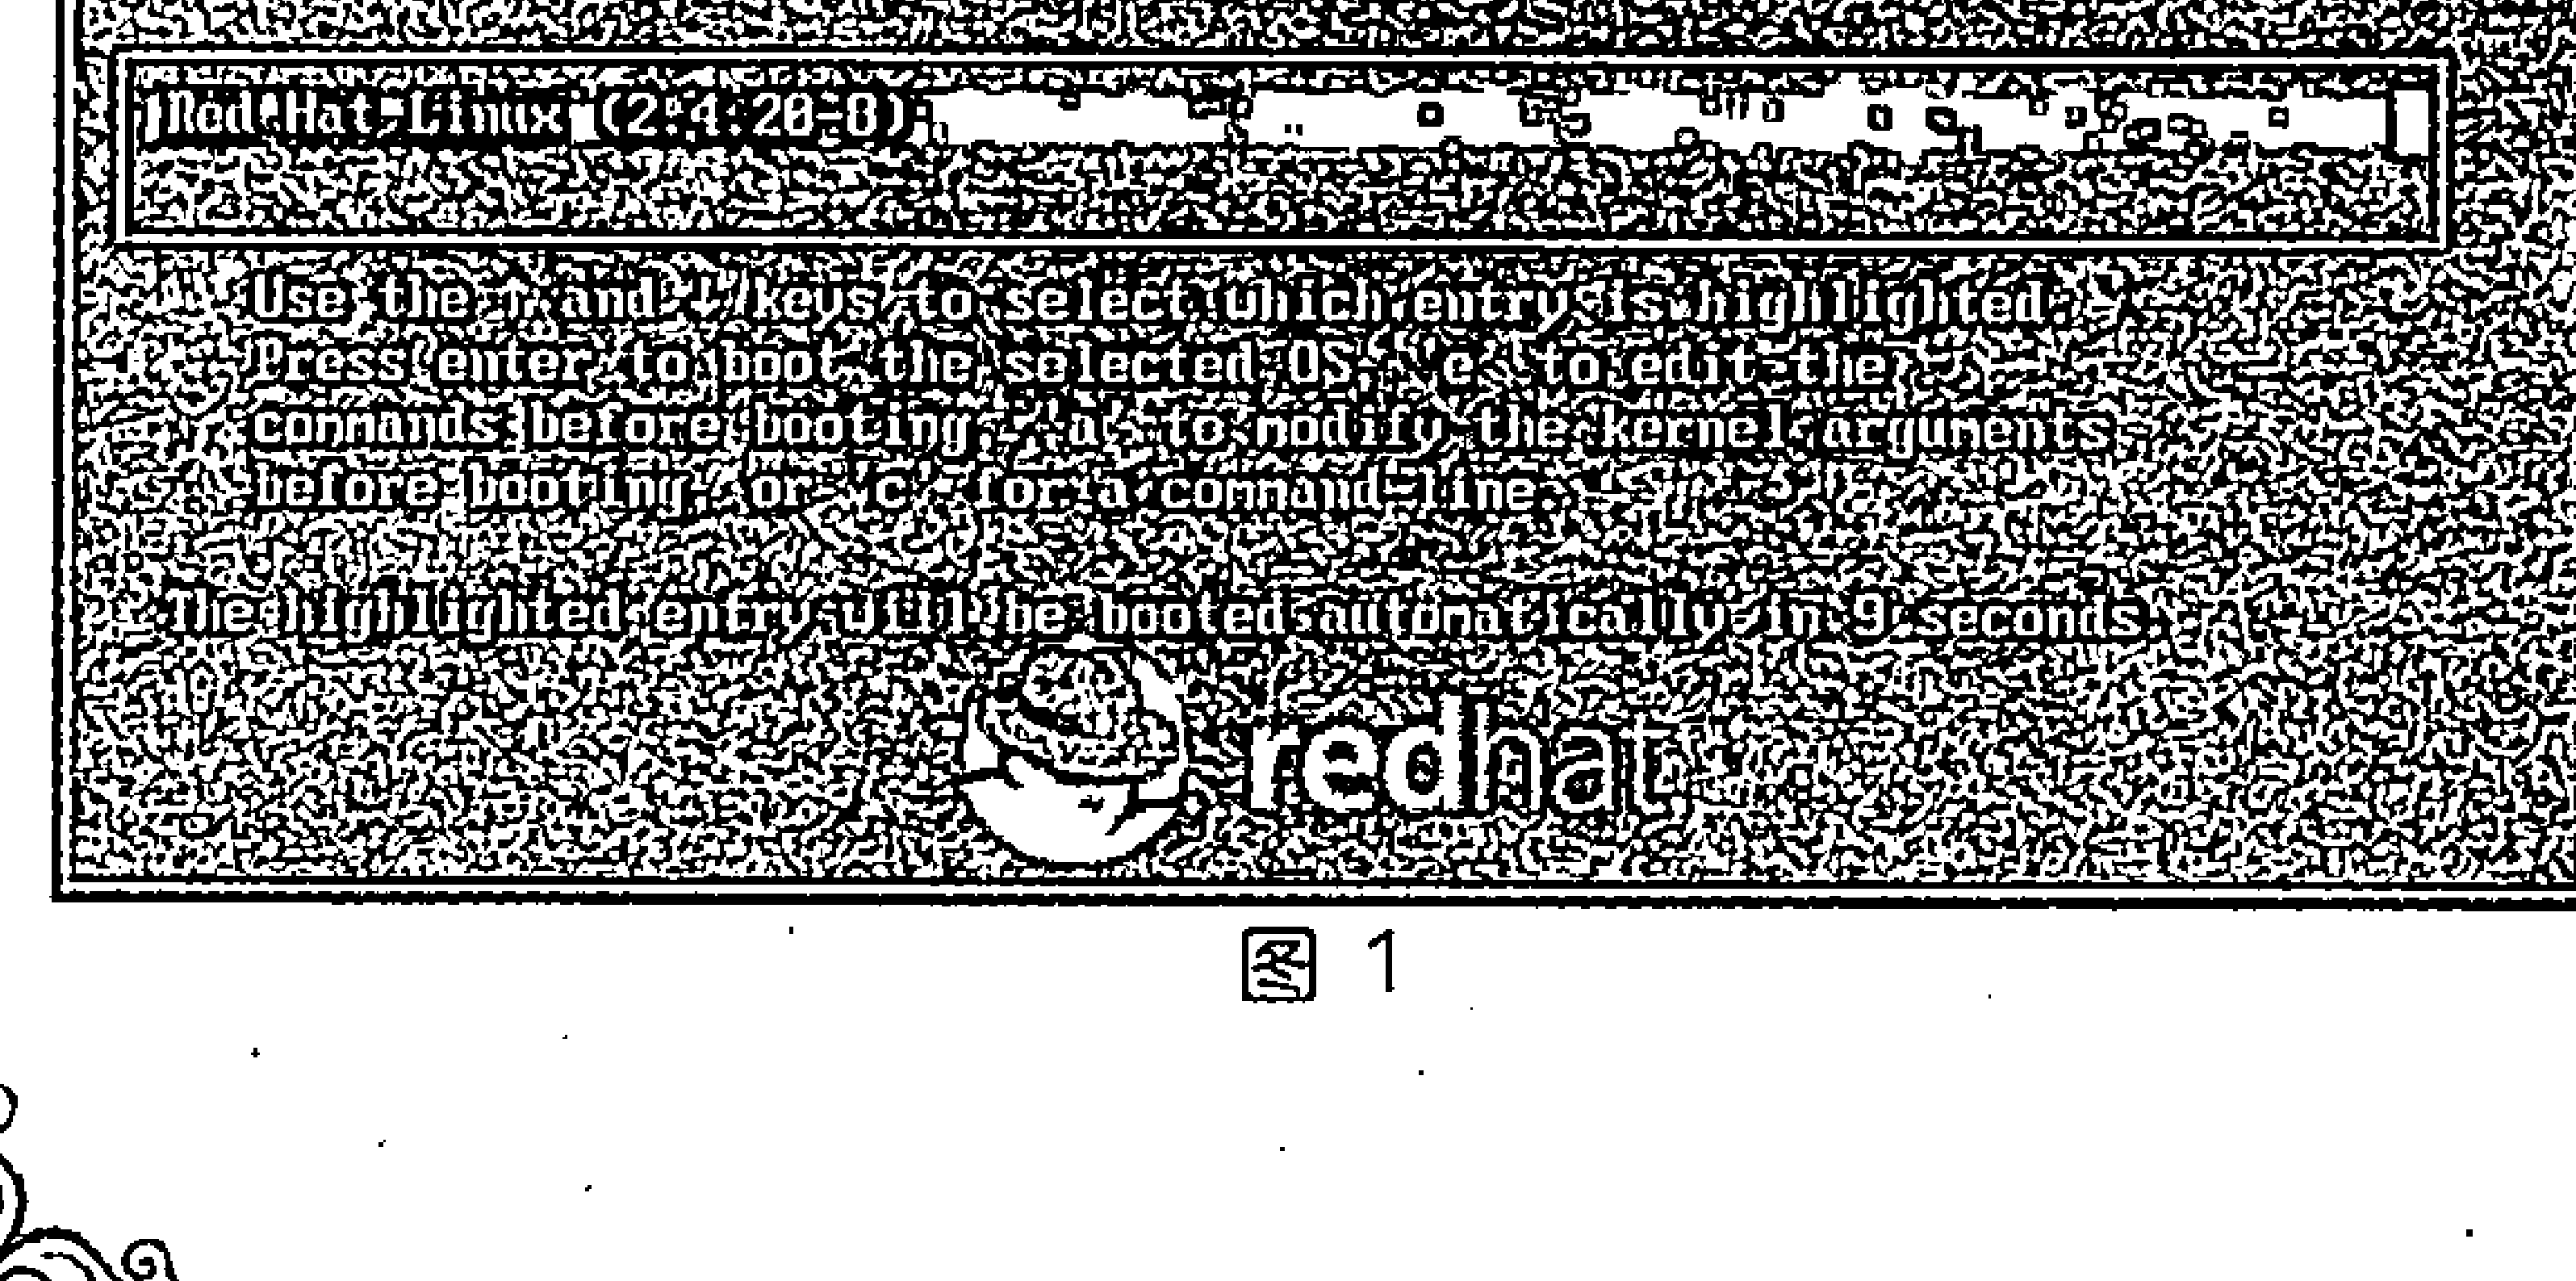 Red Hat Linux (2.4.20-8)
Use the ↑ and ↓ keys to select which entry is highlighted.
Press enter to boot the selected OS, 'e' to edit the
commands before booting, 'a' to modify the kernel arguments
before booting, or 'c' for a command-line.
The highlighted entry will be booted automatically in 9 seconds.
redhat
图 1